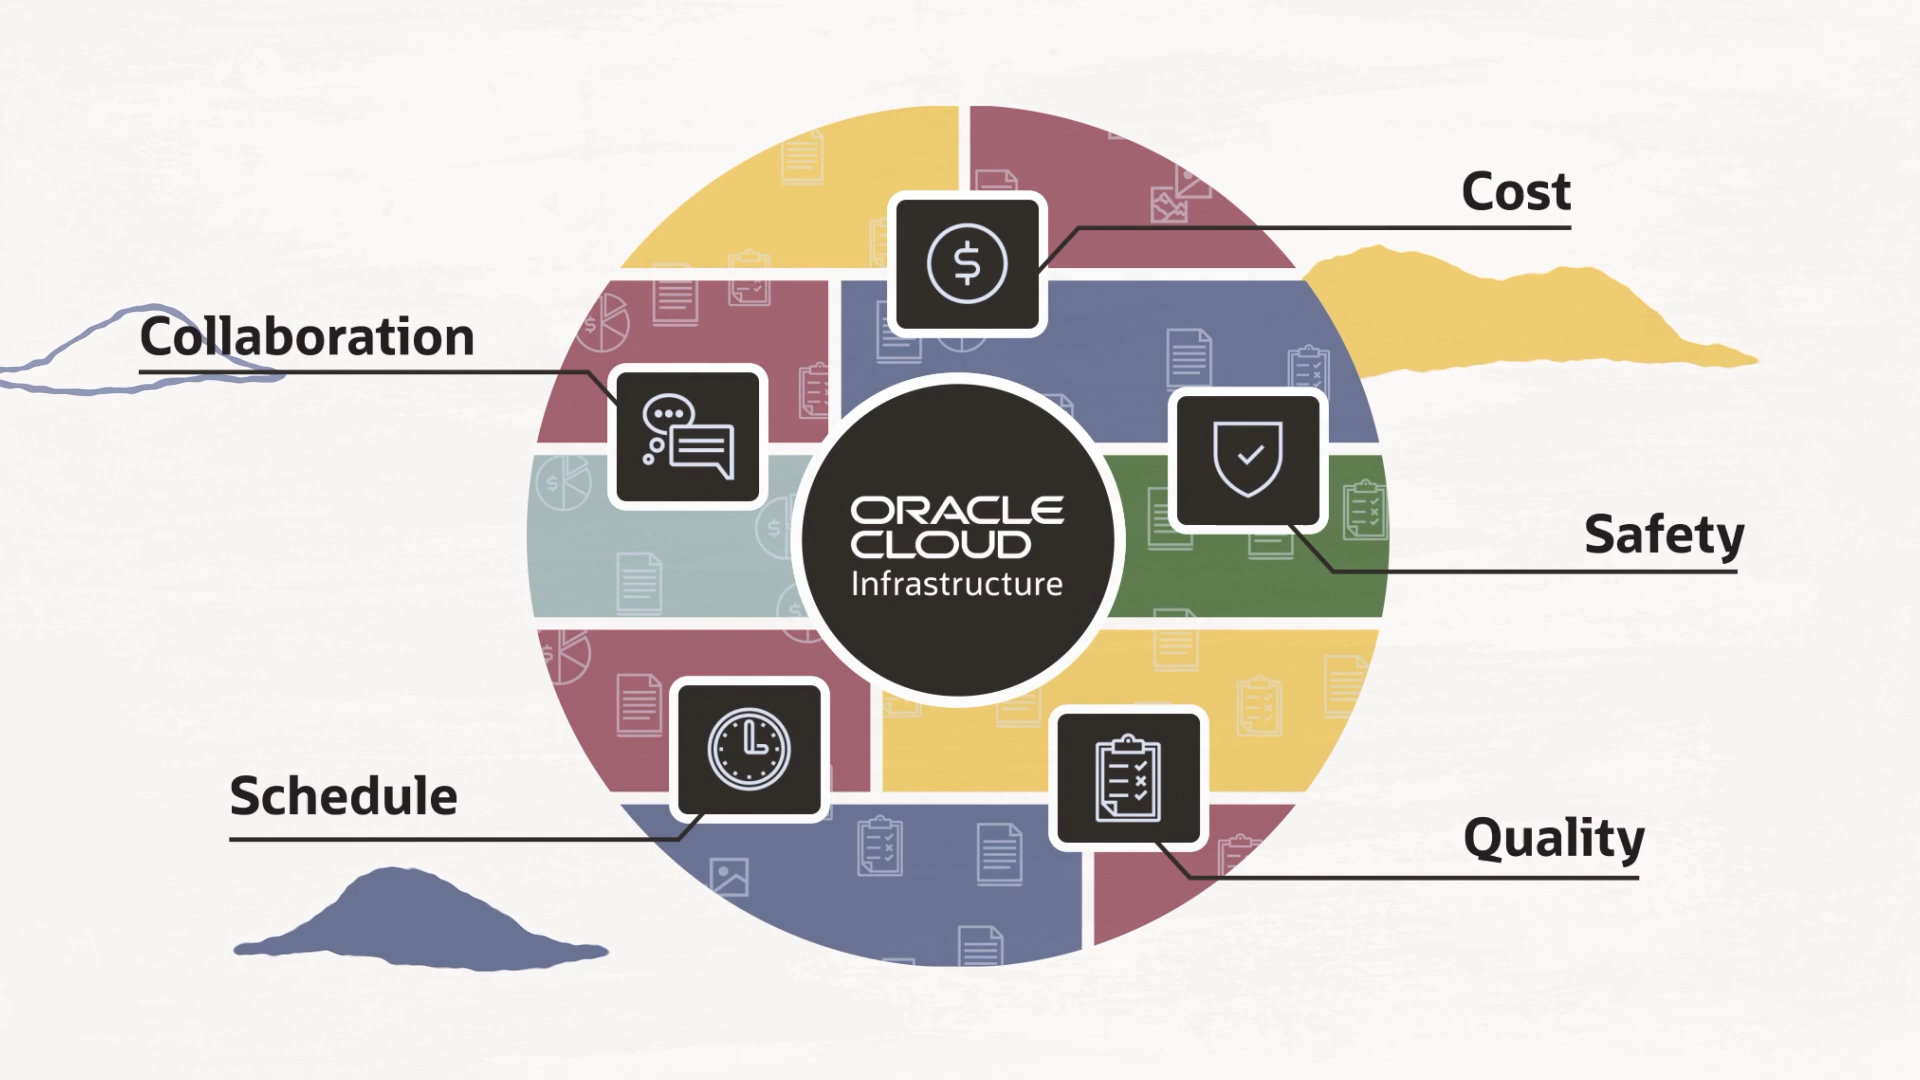 Cost
Collaboration
ORACLE
CLOUD
Infrastructure
Safety
Schedule
Quality